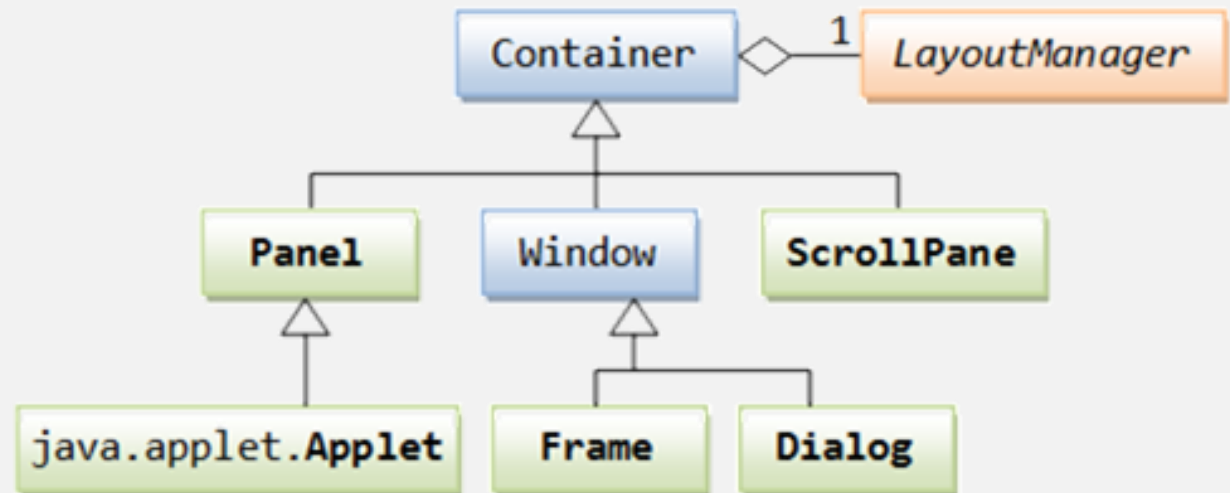 Container
1
LayoutManager
Panel
Window
ScrollPane
java.applet.Applet
Frame
Dialog